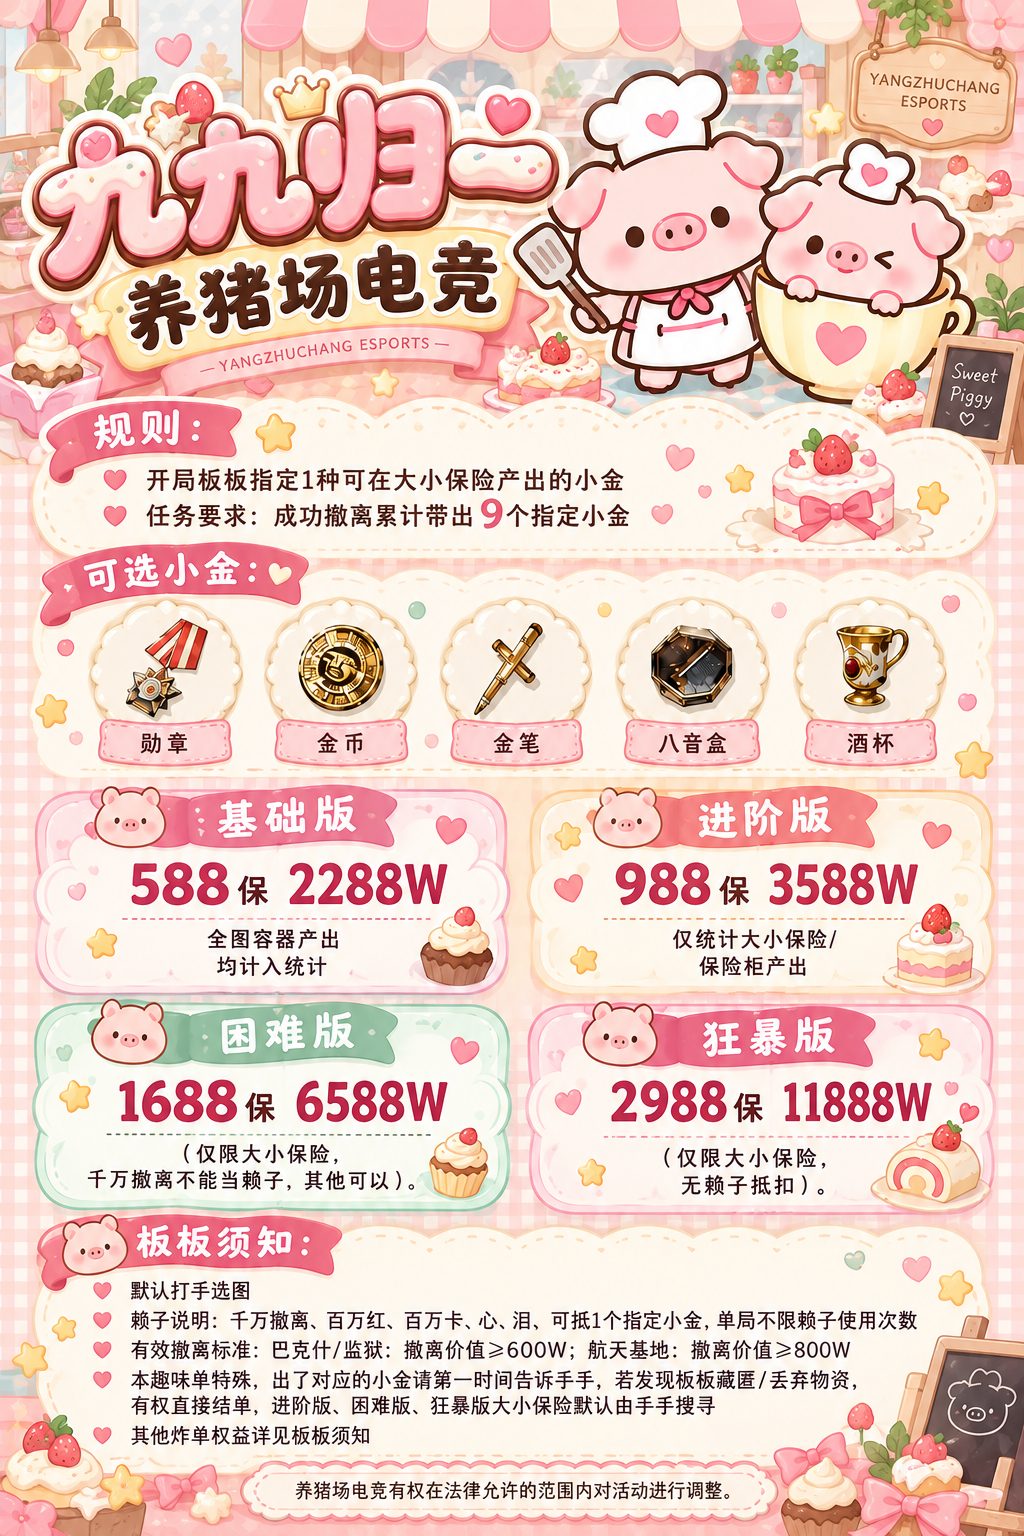 YANGZHUCHANG
ESPORTS
九九归一
养猪场电竞
— YANGZHUCHANG ESPORTS —
Sweet
Piggy
规则：
开局板板指定1种可在大小保险产出的小金
任务要求：成功撤离累计带出9个指定小金
可选小金：
勋章
金币
金笔
八音盒
酒杯
基础版
588保 2288W
全图容器产出
均计入统计
进阶版
988保 3588W
仅统计大小保险/
保险柜产出
困难版
1688保 6588W
（仅限大小保险，
千万撤离不能当赖子，其他可以）。
狂暴版
2988保 11888W
（仅限大小保险，
无赖子抵扣）。
板板须知：
默认打手选图
赖子说明：千万撤离、百万红、百万卡、心、泪、可抵1个指定小金，单局不限赖子使用次数
有效撤离标准：巴克什/监狱：撤离价值≥600W；航天基地：撤离价值≥800W
本趣味单特殊，出了对应的小金请第一时间告诉手手，若发现板板藏匿/丢弃物资，
有权直接结单，进阶版、困难版、狂暴版大小保险默认由手手搜寻
其他炸单权益详见板板须知
养猪场电竞有权在法律允许的范围内对活动进行调整。